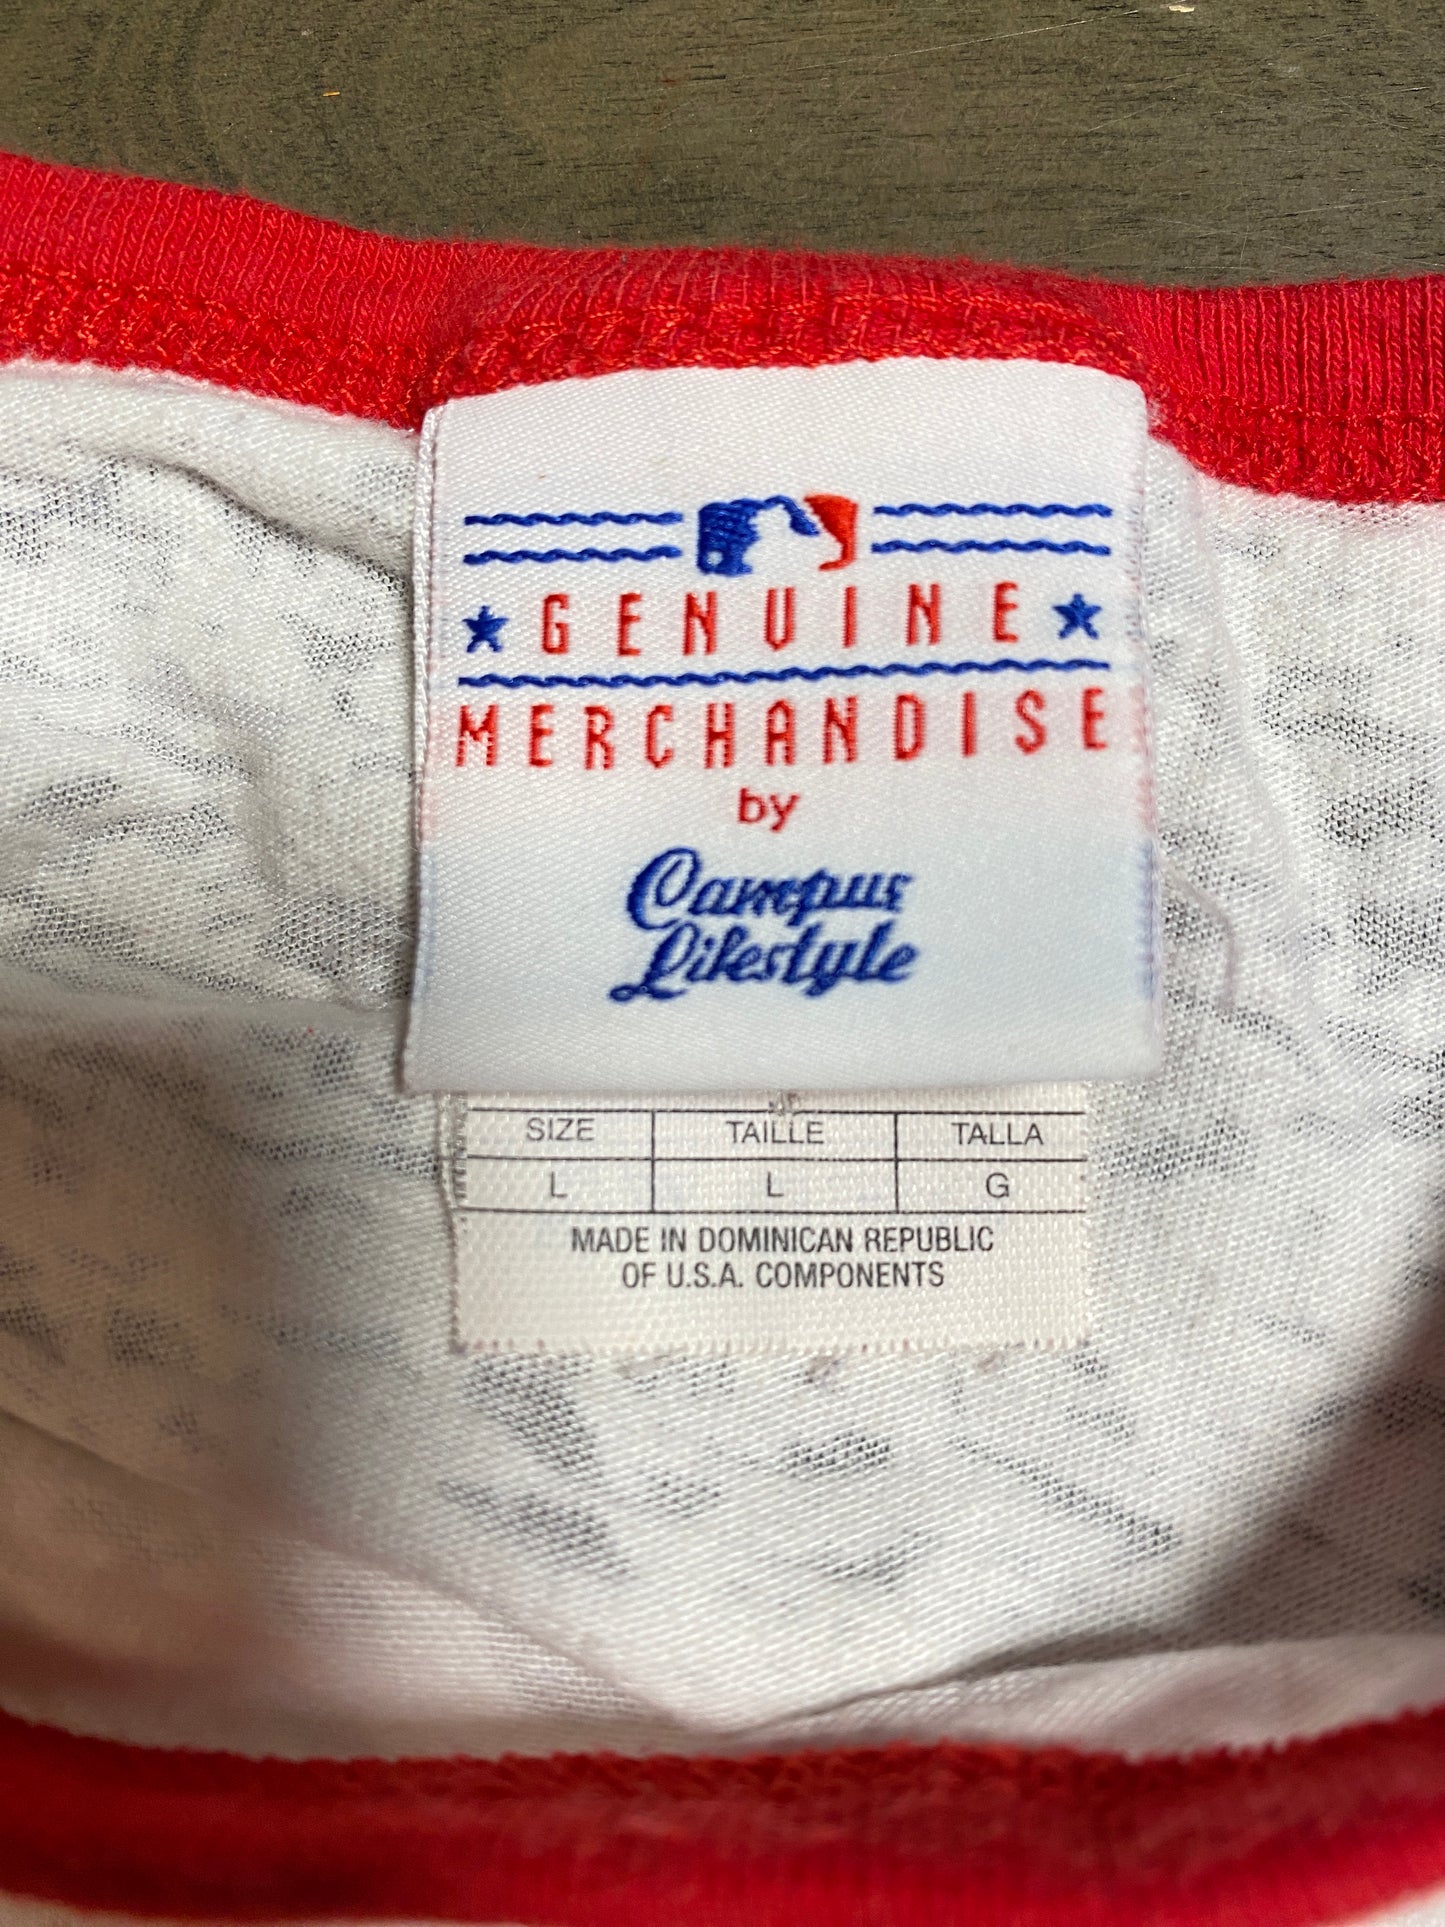 GENUINE
MERCHANDISE
by
Campus
Lifestyle
SIZE TAILLE TALLA
L L G
MADE IN DOMINICAN REPUBLIC
OF U.S.A. COMPONENTS